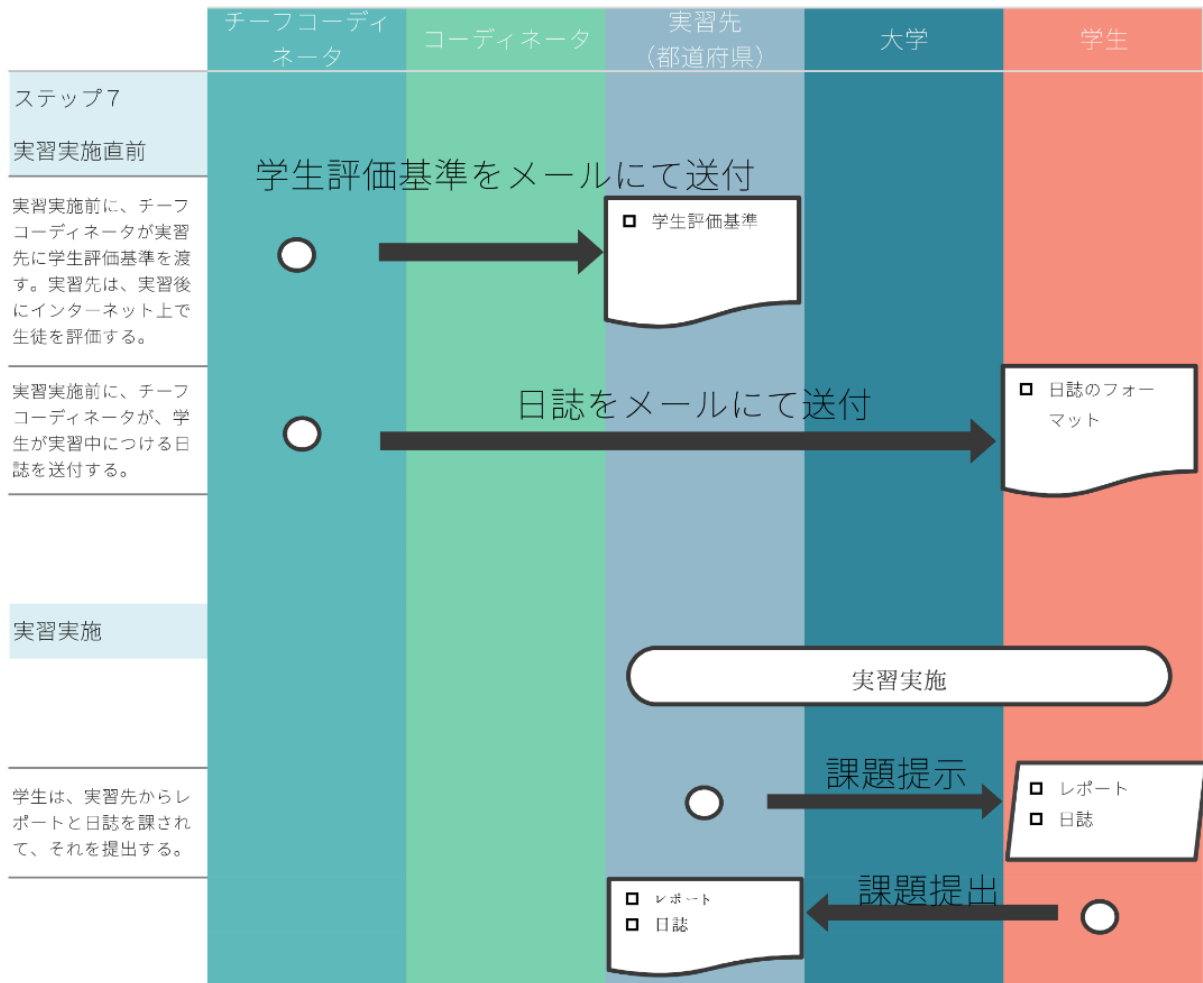 チーフコーディ
ネータ
コーディネータ
実習先
（都道府県）
大学
学生
ステップ７
実習実施直前
学生評価基準をメールにて送付
実習実施前に、チーフ
コーディネータが実習
先に学生評価基準を渡
す。実習先は、実習後
にインターネット上で
生徒を評価する。
学生評価基準
実習実施前に、チーフ
コーディネータが、学
生が実習中につける日
誌を送付する。
日誌をメールにて送付
日誌のフォー
マット
実習実施
実習実施
学生は、実習先からレ
ポートと日誌を課され
て、それを提出する。
課題提示
レポート
日誌
課題提出
レポート
日誌